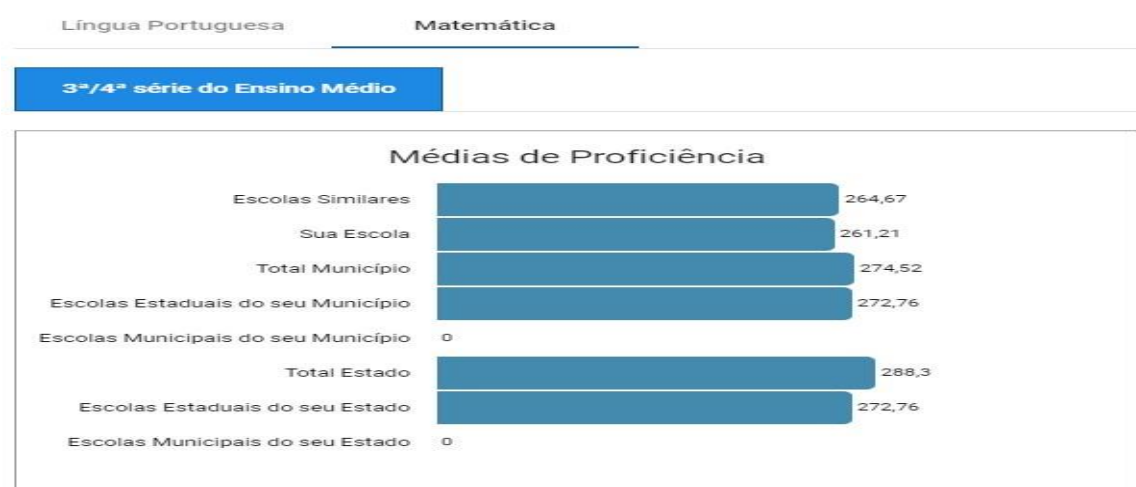 Língua Portuguesa Matemática
3ª/4ª série do Ensino Médio
Médias de Proficiência
Escolas Similares 264,67
Sua Escola 261,21
Total Município 274,52
Escolas Estaduais do seu Município 272,76
Escolas Municipais do seu Município 0
Total Estado 288,3
Escolas Estaduais do seu Estado 272,76
Escolas Municipais do seu Estado 0